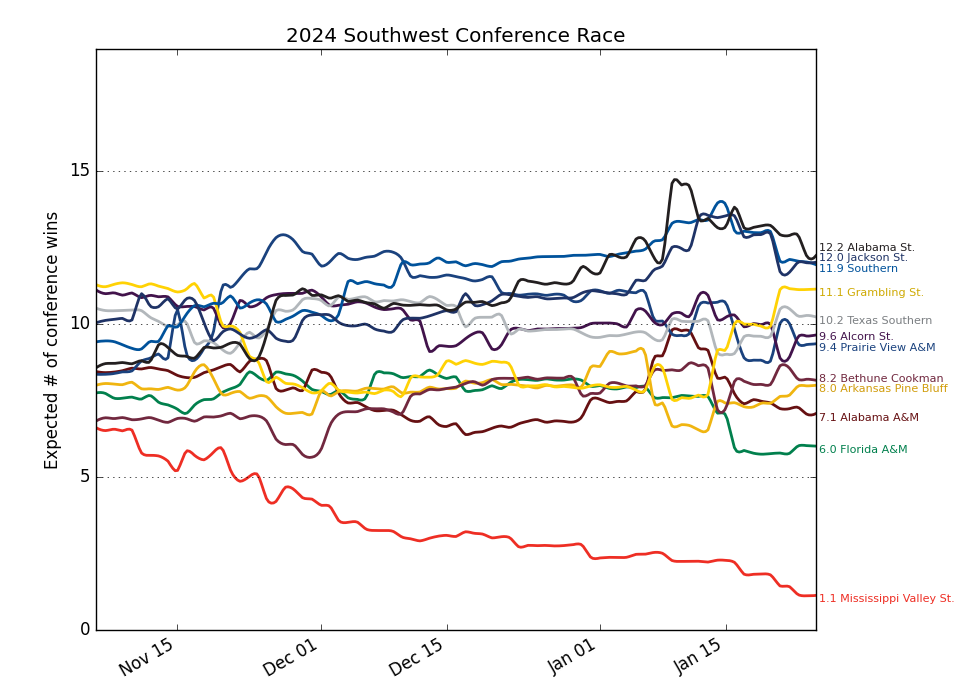 2024 Southwest Conference Race
Expected # of conference wins
15
10
5
0
Nov 15
Dec 01
Dec 15
Jan 01
Jan 15
12.2 Alabama St.
12.0 Jackson St.
11.9 Southern
11.1 Grambling St.
10.2 Texas Southern
9.6 Alcorn St.
9.4 Prairie View A&M
8.2 Bethune Cookman
8.0 Arkansas Pine Bluff
7.1 Alabama A&M
6.0 Florida A&M
1.1 Mississippi Valley St.